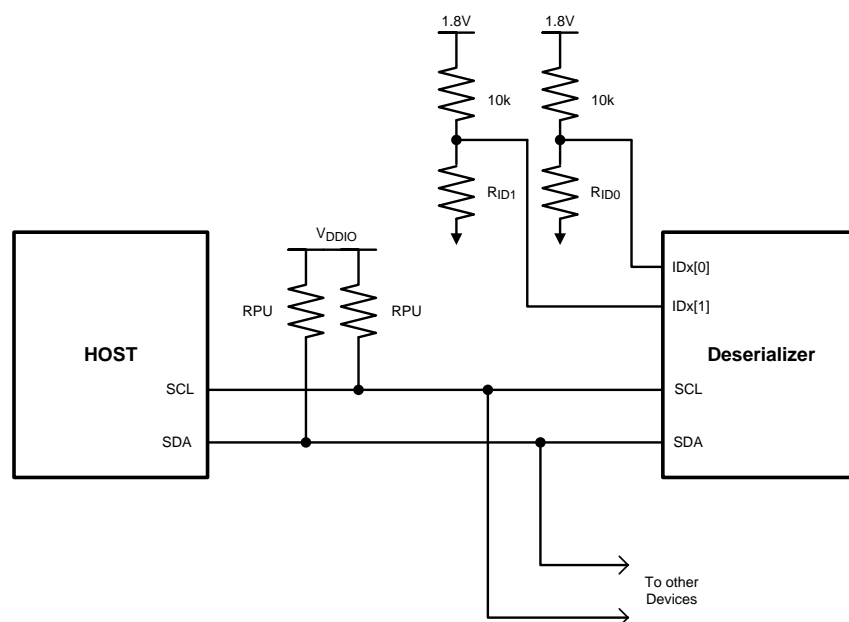 1.8V
1.8V
10k
10k
RID1
RID0
VDDIO
IDx[0]
IDx[1]
RPU
RPU
HOST
Deserializer
SCL
SCL
SDA
SDA
To other
Devices